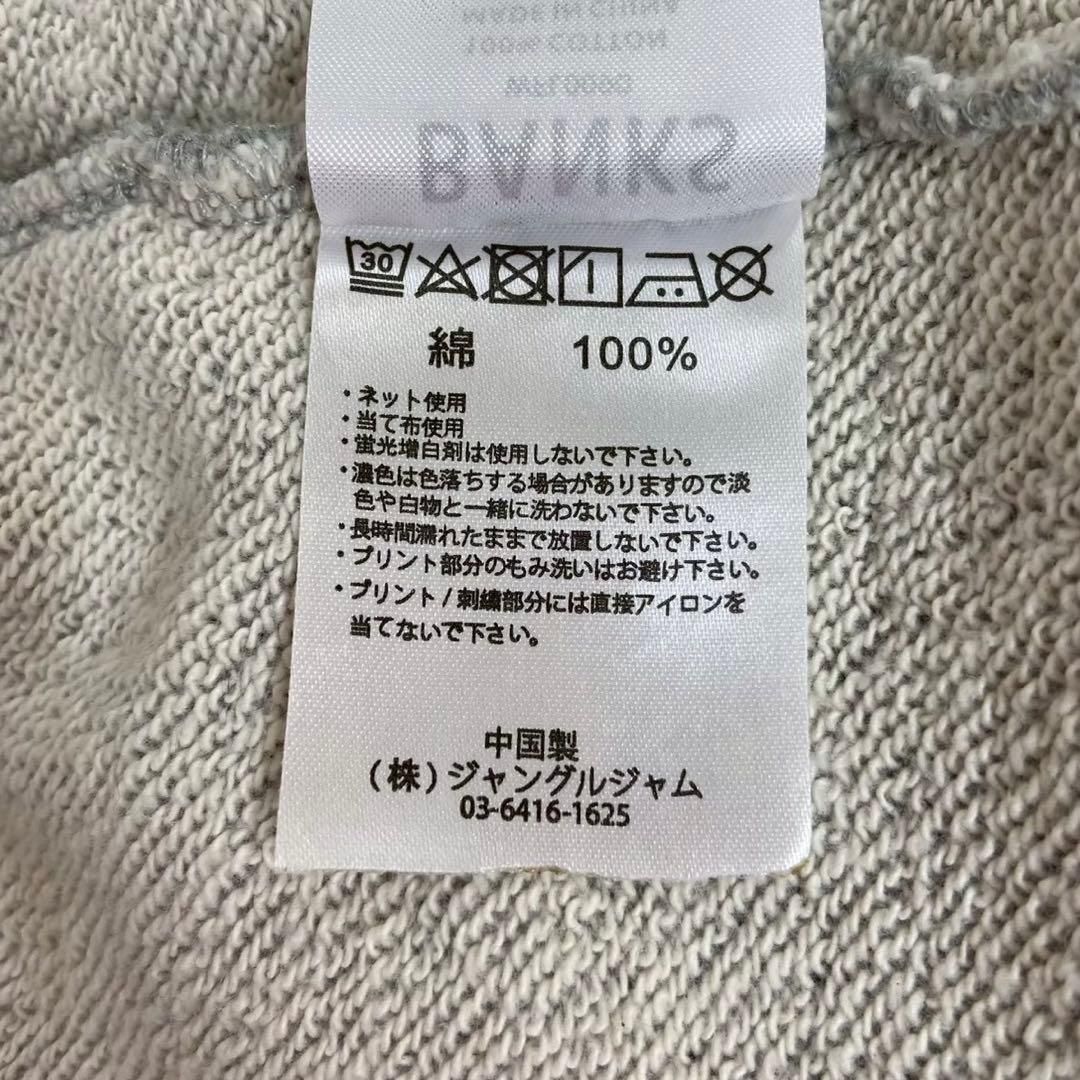 MADE IN CHINA
100% COTTON
BANKS
30
綿 100%
・ネット使用
・当て布使用
・蛍光増白剤は使用しないで下さい。
・濃色は色落ちする場合がありますので淡
色や白物と一緒に洗わないで下さい。
・長時間濡れたままで放置しないで下さい。
・プリント部分のもみ洗いはお避け下さい。
・プリント/刺繍部分には直接アイロンを
当てないで下さい。
中国製
(株)ジャングルジャム
03-6416-1625